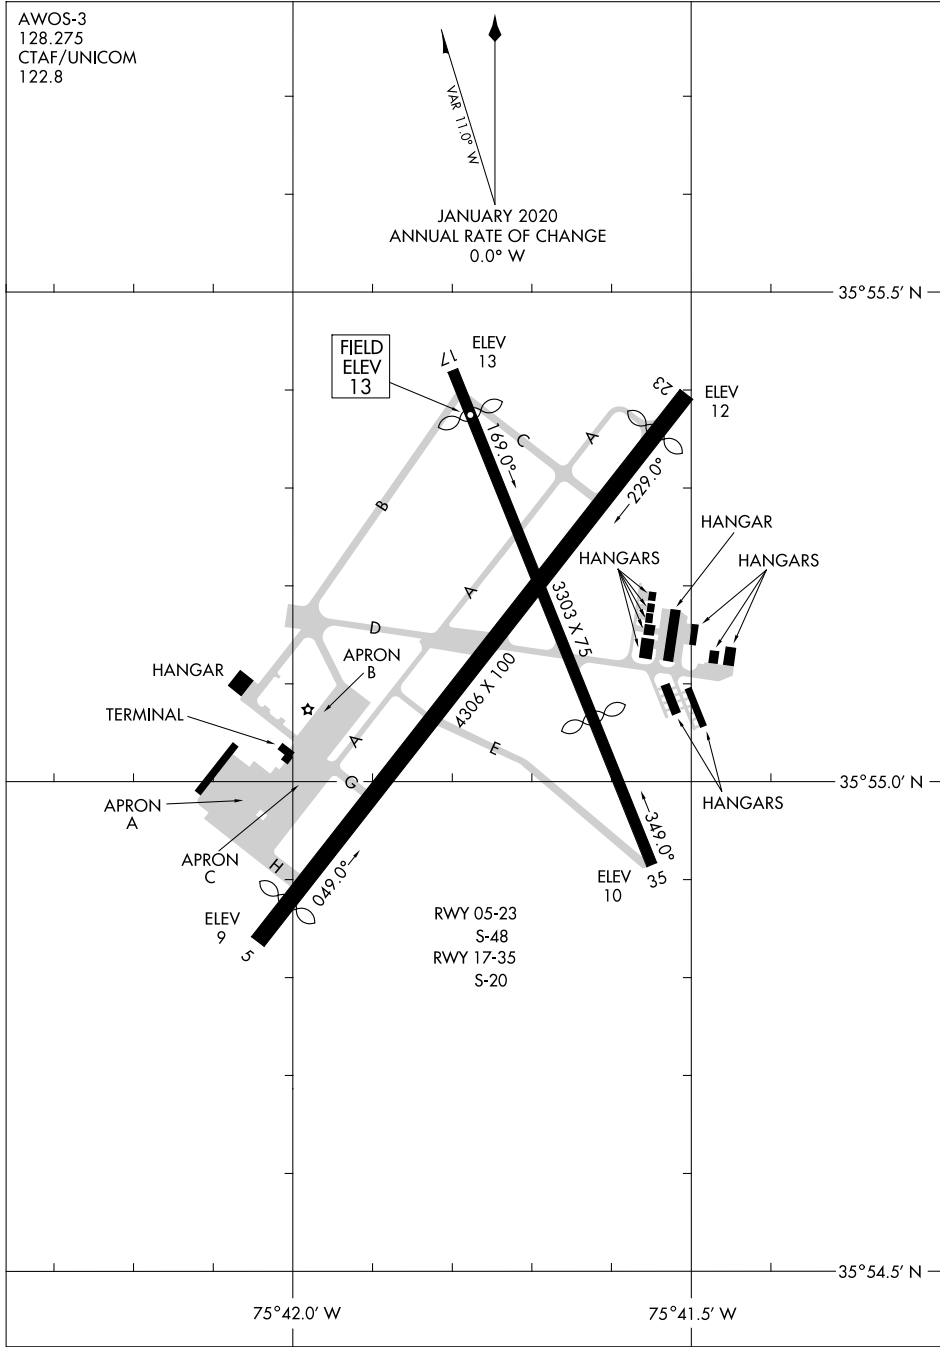 AWOS-3
128.275
CTAF/UNICOM
122.8
VAR 11.0° W
JANUARY 2020
ANNUAL RATE OF CHANGE
0.0° W
35°55.5' N
FIELD
ELEV
13
17
ELEV
13
23
ELEV
12
169.0°
C
A
229.0°
B
HANGAR
HANGARS
HANGARS
A
3303 X 75
D
APRON
B
HANGAR
4306 X 100
TERMINAL
A
E
G
35°55.0' N
APRON
A
HANGARS
349.0°
APRON
C
H
049.0°
ELEV
10
35
ELEV
9
5
RWY 05-23
S-48
RWY 17-35
S-20
35°54.5' N
75°42.0' W
75°41.5' W